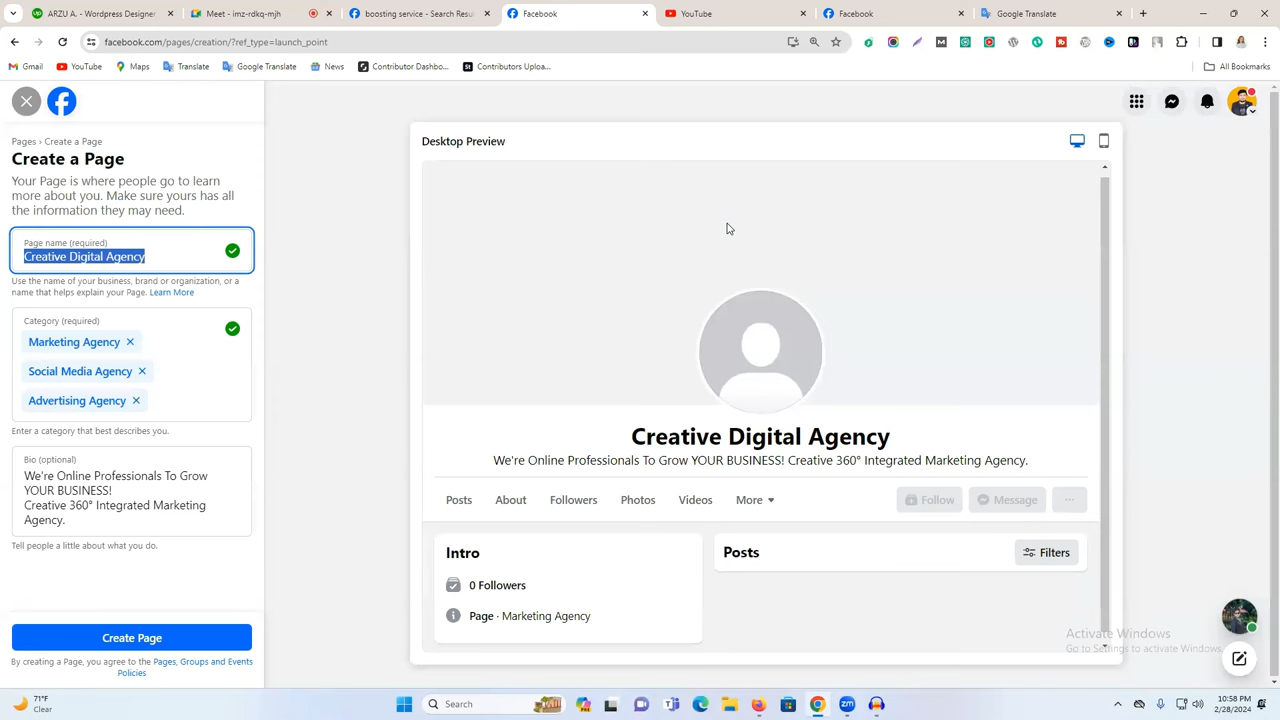 ARZU A. - Wordpress Designer
Meet - imz-rdkq-mjh
boosting service - Search Resu
Facebook
YouTube
Facebook
Google Translate
facebook.com/pages/creation/?ref_type=launch_point
Gmail
YouTube
Maps
Translate
Google Translate
News
Contributor Dashbo...
Contributors Uploa...
All Bookmarks
Pages › Create a Page
Create a Page
Your Page is where people go to learn
more about you. Make sure yours has all
the information they may need.
Page name (required)
Creative Digital Agency
Use the name of your business, brand or organization, or a
name that helps explain your Page. Learn More
Category (required)
Marketing Agency
Social Media Agency
Advertising Agency
Enter a category that best describes you.
Bio (optional)
We're Online Professionals To Grow
YOUR BUSINESS!
Creative 360° Integrated Marketing
Agency.
Tell people a little about what you do.
Create Page
By creating a Page, you agree to the Pages, Groups and Events
Policies
Desktop Preview
Creative Digital Agency
We're Online Professionals To Grow YOUR BUSINESS! Creative 360° Integrated Marketing Agency.
Posts
About
Followers
Photos
Videos
More
Follow
Message
Intro
0 Followers
Page · Marketing Agency
Posts
Filters
Activate Windows
Go to Settings to activate Windows.
71°F
Clear
Search
10:58 PM
2/28/2024